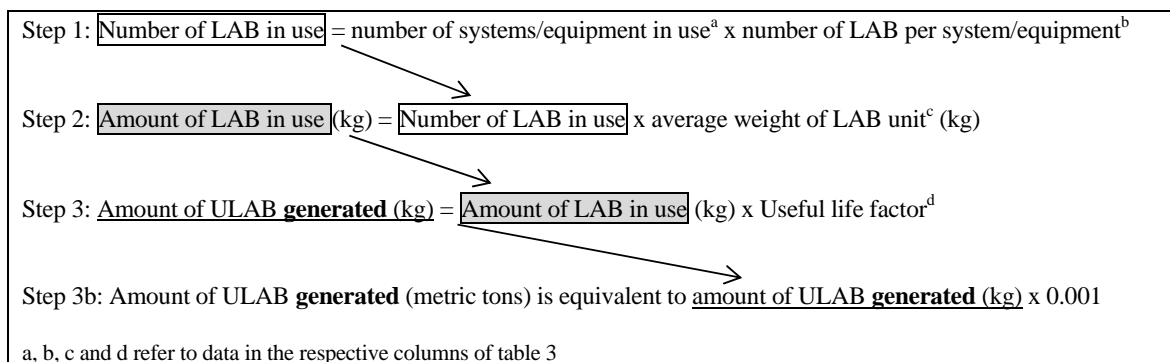 Step 1: Number of LAB in use = number of systems/equipment in useᵃ x number of LAB per system/equipmentᵇ
Step 2: Amount of LAB in use (kg) = Number of LAB in use x average weight of LAB unitᶜ (kg)
Step 3: Amount of ULAB generated (kg) = Amount of LAB in use (kg) x Useful life factorᵈ
Step 3b: Amount of ULAB generated (metric tons) is equivalent to amount of ULAB generated (kg) x 0.001
a, b, c and d refer to data in the respective columns of table 3